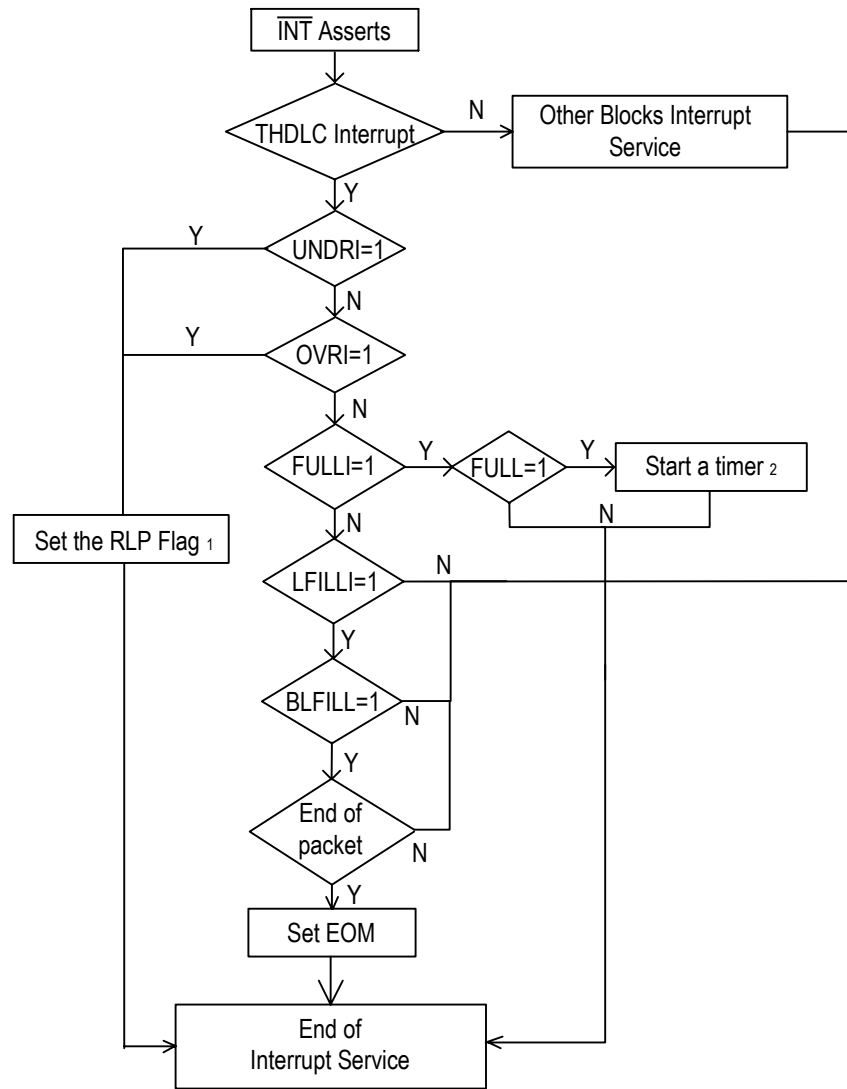 INT Asserts
THDLC Interrupt
N
Other Blocks Interrupt
Service
Y
Y
UNDRI=1
N
Y
OVRI=1
N
FULLI=1
Y
FULL=1
Y
Start a timer 2
N
N
Set the RLP Flag 1
LFILLI=1
N
Y
BLFILL=1
N
Y
End of
packet
N
Y
Set EOM
End of
Interrupt Service